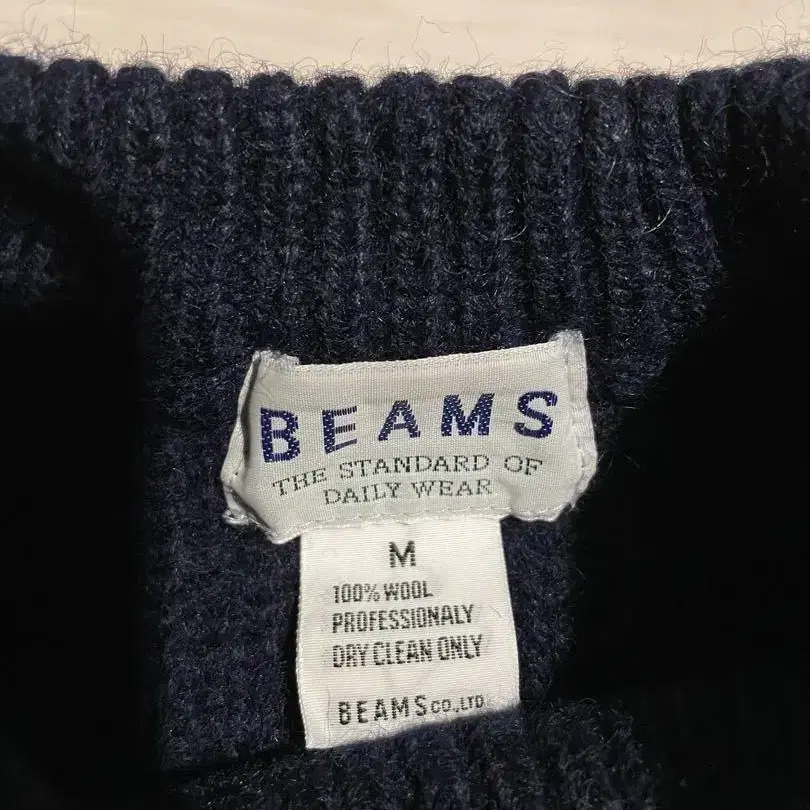 BEAMS
THE STANDARD OF
DAILY WEAR
M
100% WOOL
PROFESSIONALY
DRY CLEAN ONLY
BEAMS CO.,LTD.